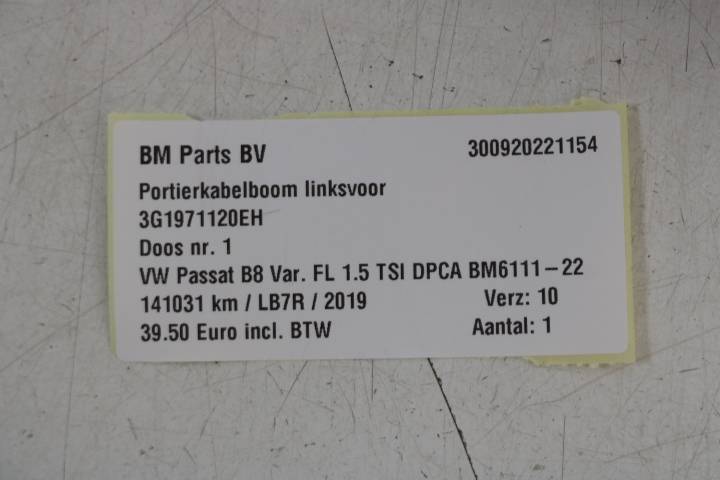 BM Parts BV 300920221154
Portierkabelboom linksvoor
3G1971120EH
Doos nr. 1
VW Passat B8 Var. FL 1.5 TSI DPCA BM6111-22
141031 km / LB7R / 2019 Verz: 10
39.50 Euro incl. BTW Aantal: 1